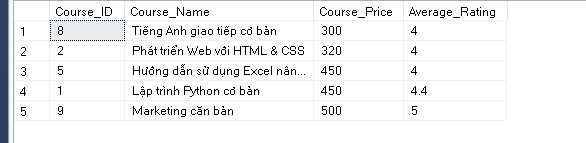 Course_ID Course_Name Course_Price Average_Rating
1 8 Tiếng Anh giao tiếp cơ bản 300 4
2 2 Phát triển Web với HTML & CSS 320 4
3 5 Hướng dẫn sử dụng Excel nân... 450 4
4 1 Lập trình Python cơ bản 450 4.4
5 9 Marketing căn bản 500 5